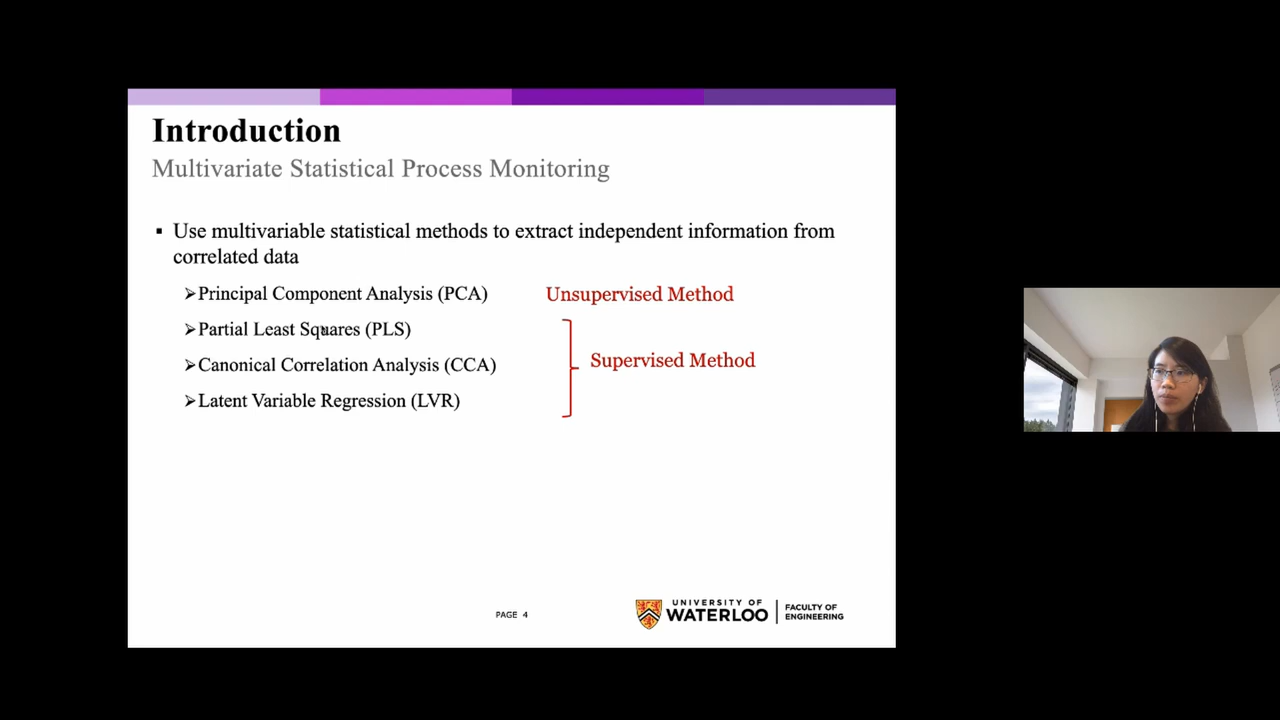 Introduction
Multivariate Statistical Process Monitoring
▪ Use multivariable statistical methods to extract independent information from
correlated data
➢Principal Component Analysis (PCA)
Unsupervised Method
➢Partial Least Squares (PLS)
➢Canonical Correlation Analysis (CCA)
Supervised Method
➢Latent Variable Regression (LVR)
PAGE 4
UNIVERSITY OF
WATERLOO
FACULTY OF
ENGINEERING